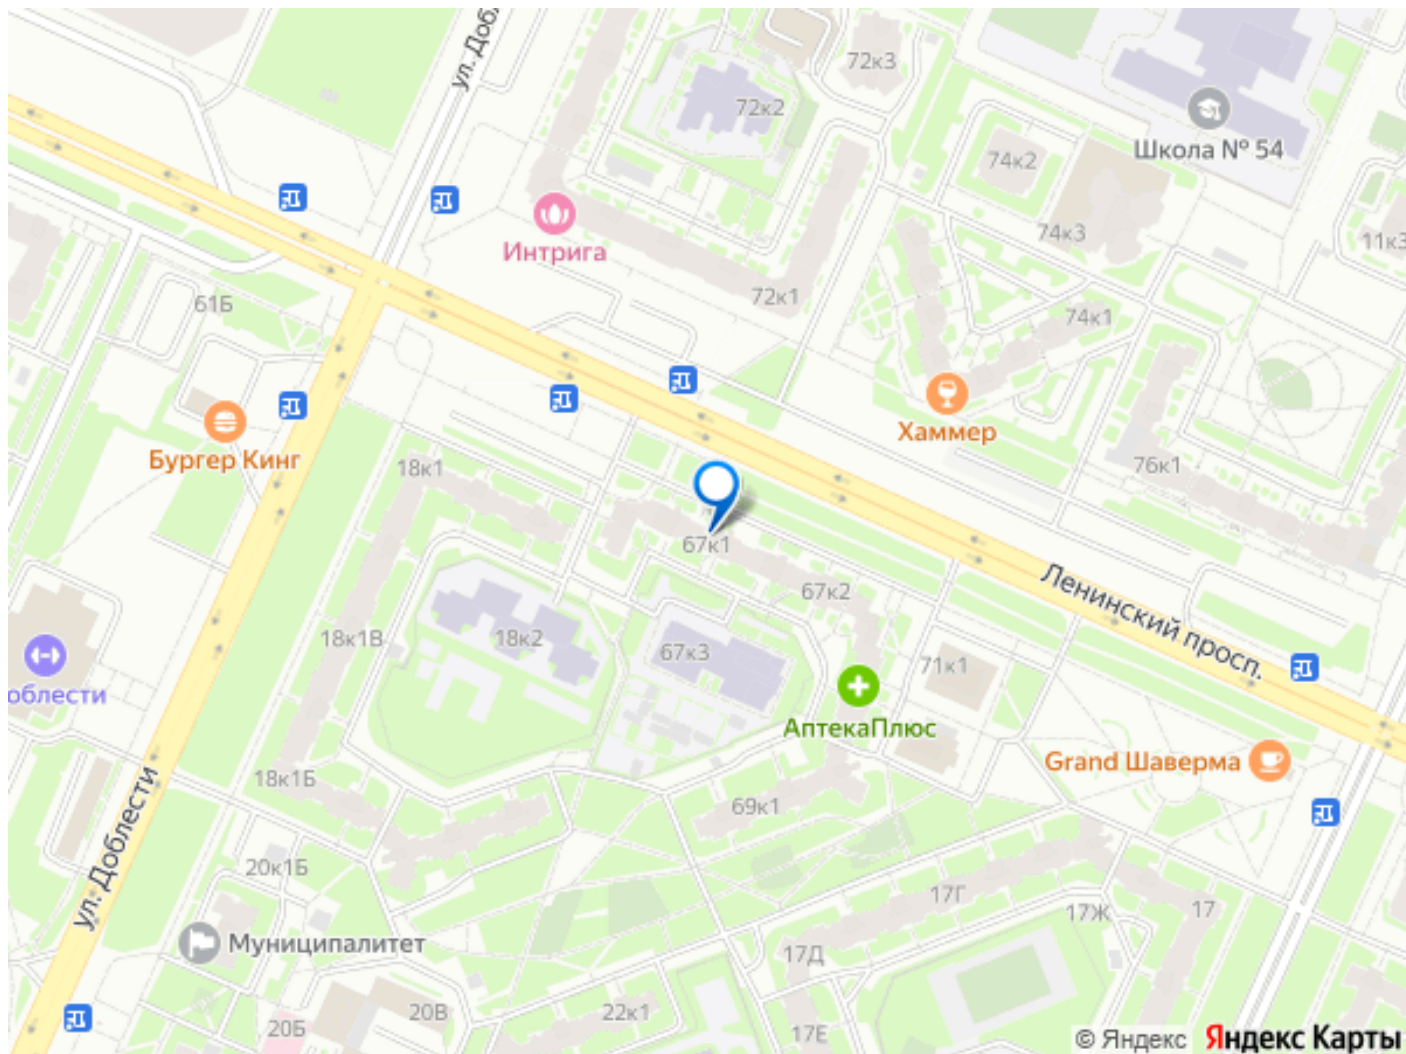 ул. Доб
72к3
72к2
Школа № 54
74к2
Интрига
74к3
11к3
72к1
61Б
74к1
Хаммер
Бургер Кинг
18к1
76к1
67к1
Ленинский просп.
67к2
18к1В
18к2
67к3
71к1
облести
АптекаПлюс
Grand Шаверма
18к1Б
69к1
ул. Доблести
20к1Б
17Г
17Ж
17
Муниципалитет
17Д
20Б
20В
22к1
17Е
© Яндекс Яндекс Карты